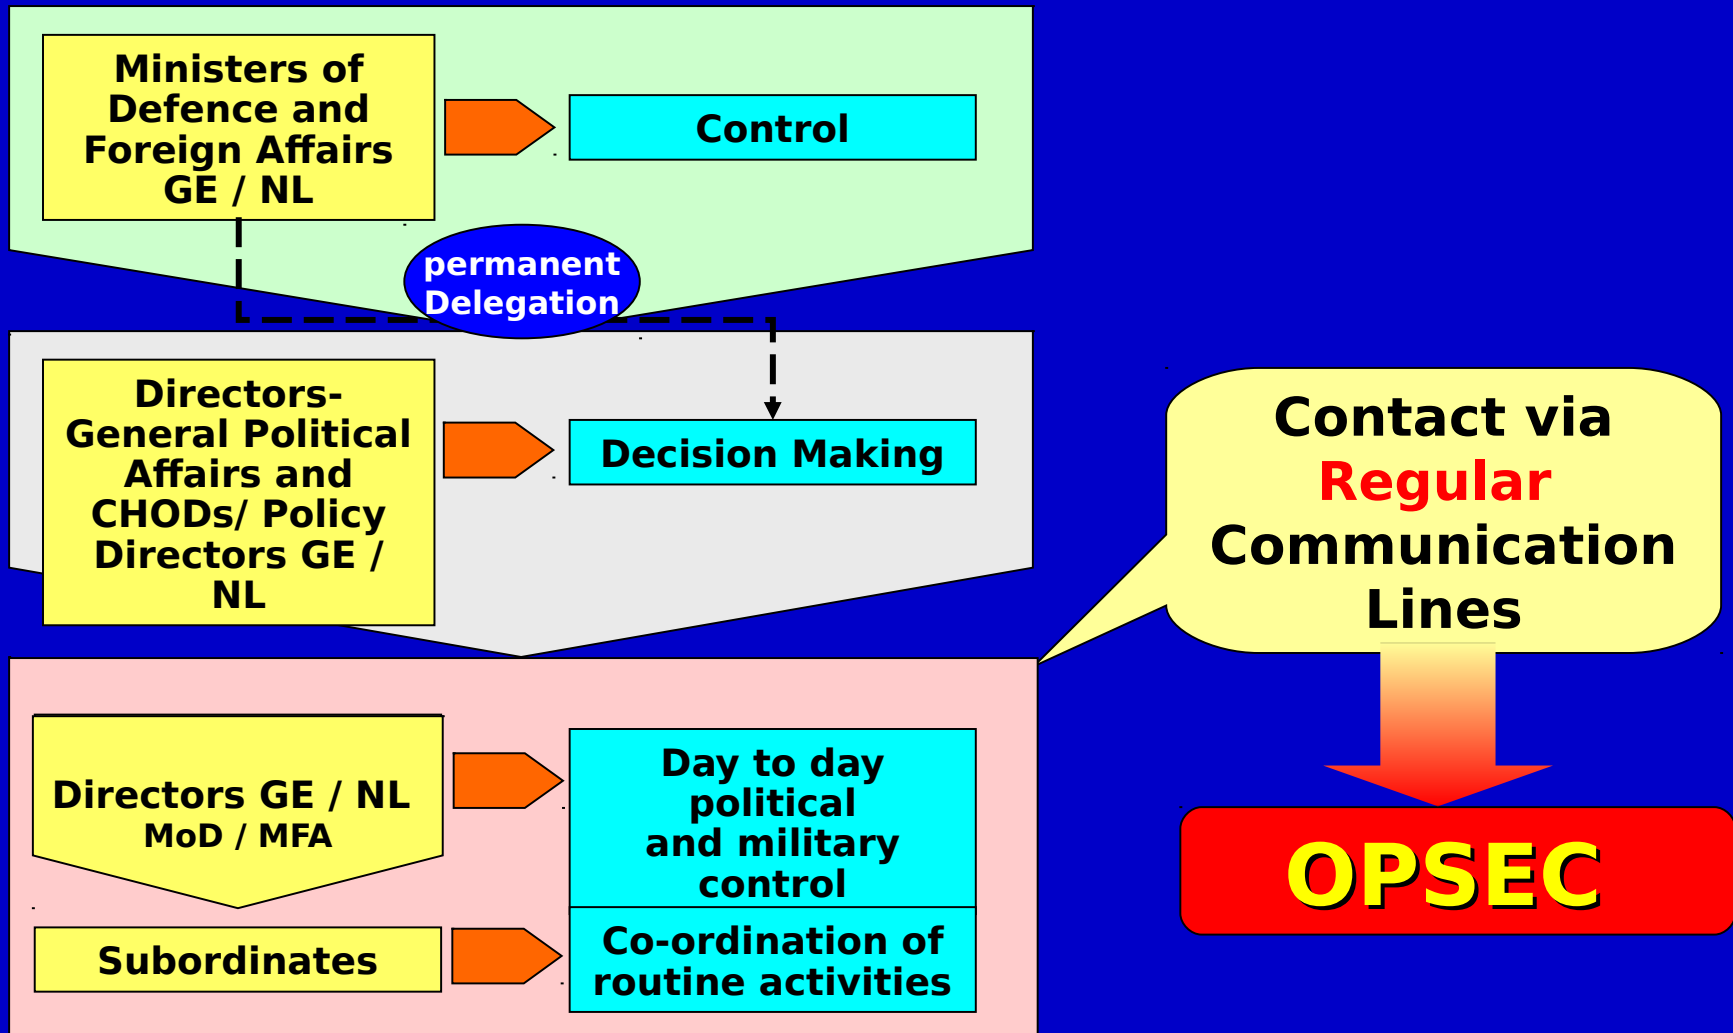 Ministers of
Defence and
Foreign Affairs
GE / NL
Control
permanent
Delegation
Directors-
General Political
Affairs and
CHODs/ Policy
Directors GE /
NL
Decision Making
Contact via
Regular
Communication
Lines
Directors GE / NL
MoD / MFA
Day to day
political
and military
control
OPSEC
Subordinates
Co-ordination of
routine activities